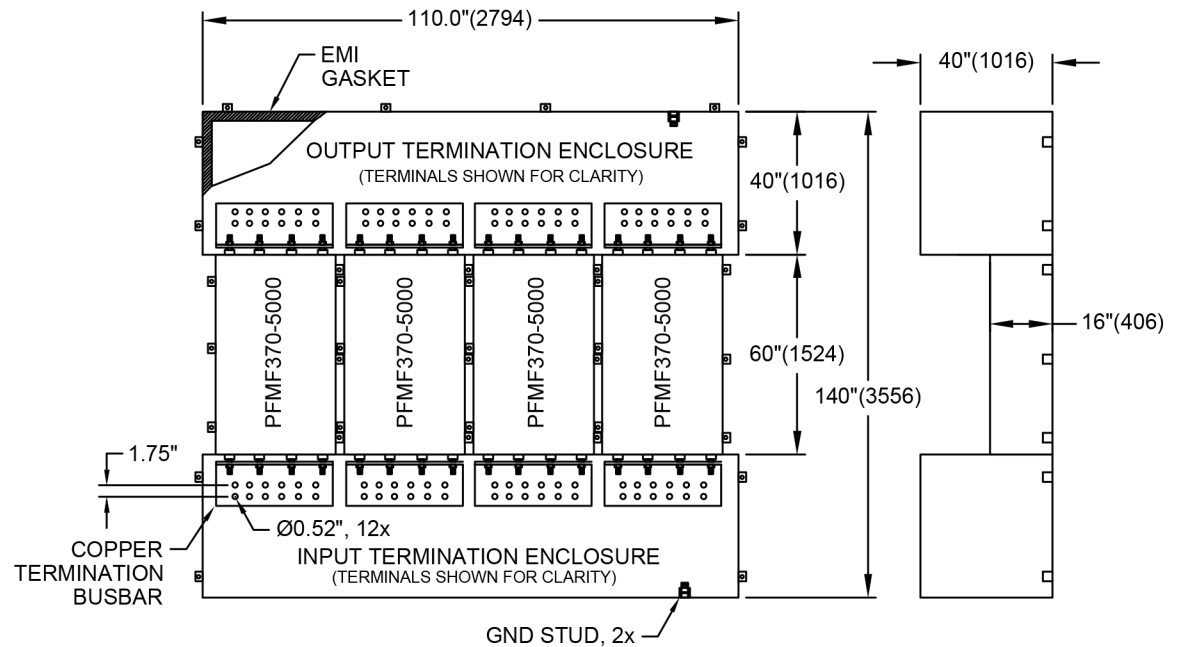 110.0"(2794)
EMI
GASKET
40"(1016)
OUTPUT TERMINATION ENCLOSURE
(TERMINALS SHOWN FOR CLARITY)
40"(1016)
PFMF370-5000
PFMF370-5000
PFMF370-5000
PFMF370-5000
16"(406)
60"(1524)
140"(3556)
1.75"
Ø0.52", 12x
COPPER
TERMINATION
BUSBAR
INPUT TERMINATION ENCLOSURE
(TERMINALS SHOWN FOR CLARITY)
GND STUD, 2x